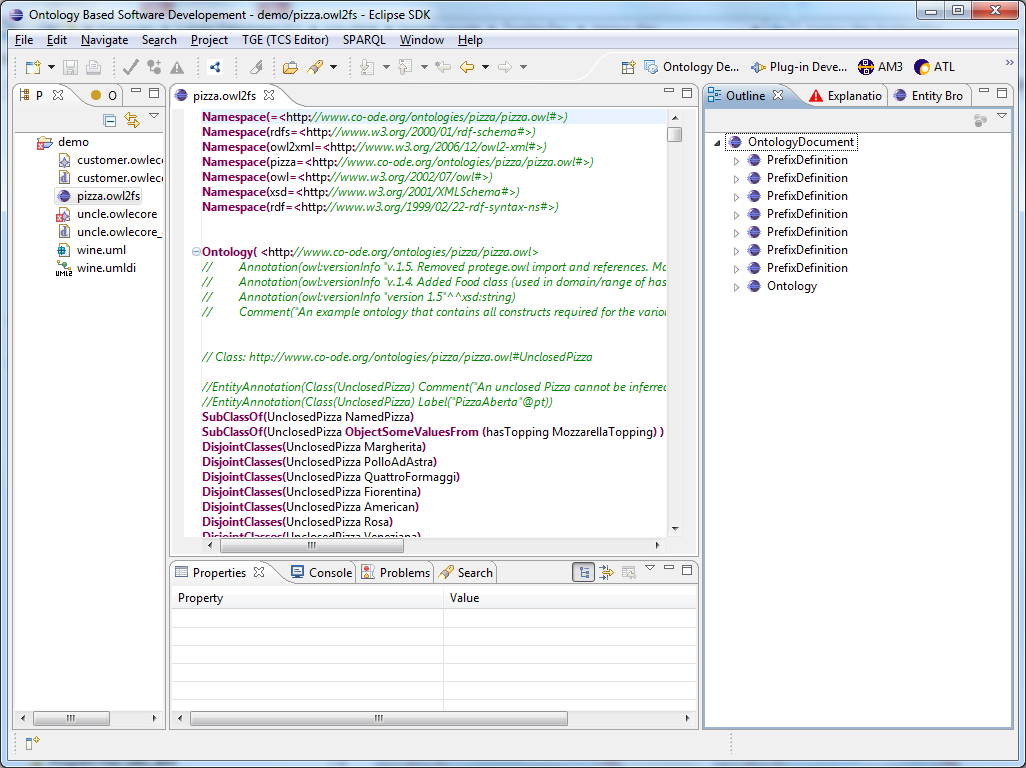 Ontology Based Software Developement - demo/pizza.owl2fs - Eclipse SDK
File Edit Navigate Search Project TGE (TCS Editor) SPARQL Window Help
Ontology De... Plug-in Deve... AM3 ATL »
P O
demo
customer.owlec
customer.owlec
pizza.owl2fs
uncle.owlecore
uncle.owlecore_
wine.uml
wine.umldi
pizza.owl2fs
Namespace(=<http://www.co-ode.org/ontologies/pizza/pizza.owl#>)
Namespace(rdfs=<http://www.w3.org/2000/01/rdf-schema#>)
Namespace(owl2xml=<http://www.w3.org/2006/12/owl2-xml#>)
Namespace(pizza=<http://www.co-ode.org/ontologies/pizza/pizza.owl#>)
Namespace(owl=<http://www.w3.org/2002/07/owl#>)
Namespace(xsd=<http://www.w3.org/2001/XMLSchema#>)
Namespace(rdf=<http://www.w3.org/1999/02/22-rdf-syntax-ns#>)
Ontology( <http://www.co-ode.org/ontologies/pizza/pizza.owl>
// Annotation(owl:versionInfo "v.1.5. Removed protege.owl import and references. Ma
// Annotation(owl:versionInfo "v.1.4. Added Food class (used in domain/range of has
// Annotation(owl:versionInfo "version 1.5"^^xsd:string)
// Comment("An example ontology that contains all constructs required for the variou
// Class: http://www.co-ode.org/ontologies/pizza/pizza.owl#UnclosedPizza
//EntityAnnotation(Class(UnclosedPizza) Comment("An unclosed Pizza cannot be inferred
//EntityAnnotation(Class(UnclosedPizza) Label("PizzaAberta"@pt))
SubClassOf(UnclosedPizza NamedPizza)
SubClassOf(UnclosedPizza ObjectSomeValuesFrom (hasTopping MozzarellaTopping) )
DisjointClasses(UnclosedPizza Margherita)
DisjointClasses(UnclosedPizza PolloAdAstra)
DisjointClasses(UnclosedPizza QuattroFormaggi)
DisjointClasses(UnclosedPizza Fiorentina)
DisjointClasses(UnclosedPizza American)
DisjointClasses(UnclosedPizza Rosa)
DisjointClasses(UnclosedPizza Veneziana)
Properties Console Problems Search
Property Value
Outline Explanatio Entity Bro
OntologyDocument
PrefixDefinition
PrefixDefinition
PrefixDefinition
PrefixDefinition
PrefixDefinition
PrefixDefinition
PrefixDefinition
Ontology